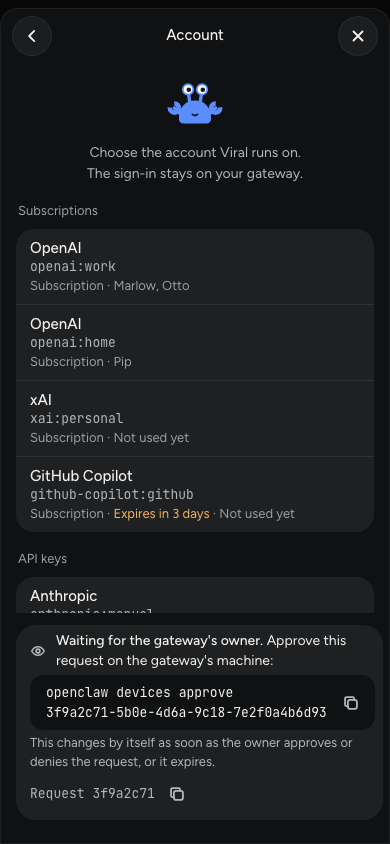 Account
Choose the account Viral runs on.
The sign-in stays on your gateway.
Subscriptions
OpenAI
openai:work
Subscription · Marlow, Otto
OpenAI
openai:home
Subscription · Pip
xAI
xai:personal
Subscription · Not used yet
GitHub Copilot
github-copilot:github
Subscription · Expires in 3 days · Not used yet
API keys
Anthropic
Waiting for the gateway's owner. Approve this
request on the gateway's machine:
openclaw devices approve
3f9a2c71-5b0e-4d6a-9c18-7e2f0a4b6d93
This changes by itself as soon as the owner approves or
denies the request, or it expires.
Request 3f9a2c71